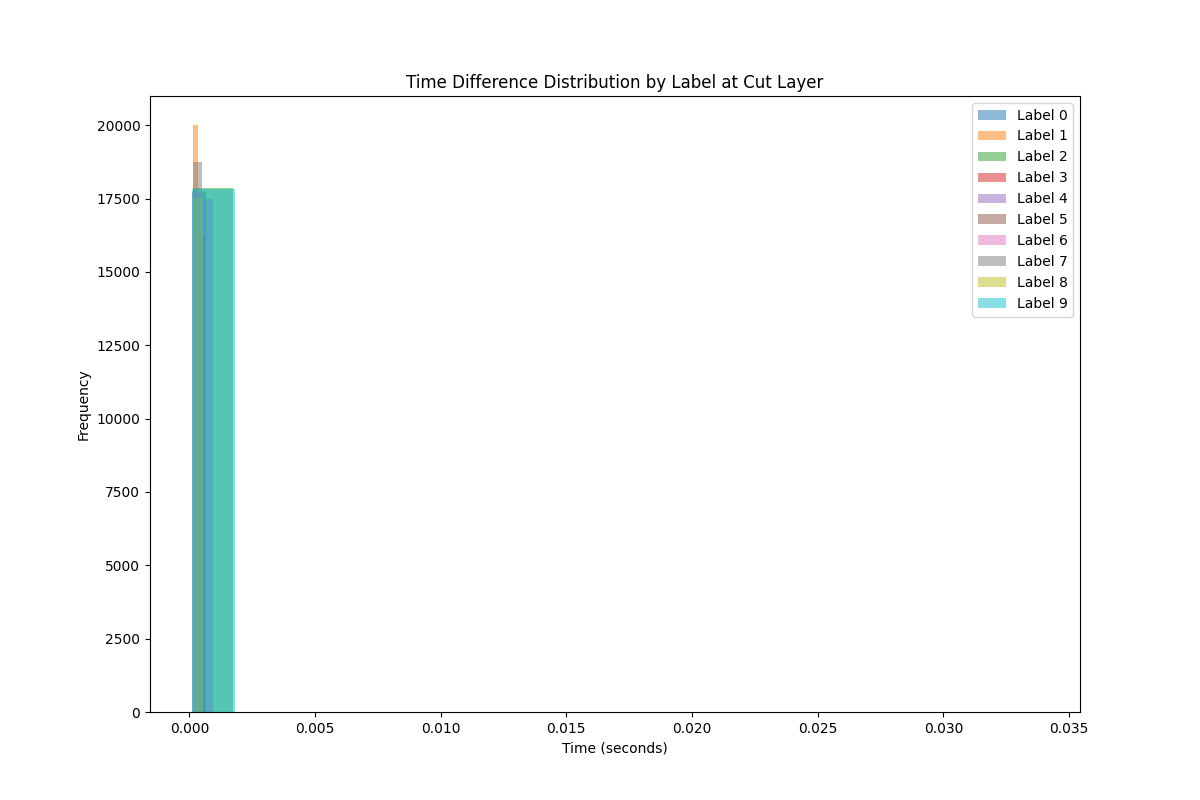 Time Difference Distribution by Label at Cut Layer
Label 0
Label 1
Label 2
Label 3
Label 4
Label 5
Label 6
Label 7
Label 8
Label 9
20000
17500
15000
12500
10000
7500
5000
2500
0
Frequency
0.000 0.005 0.010 0.015 0.020 0.025 0.030 0.035
Time (seconds)